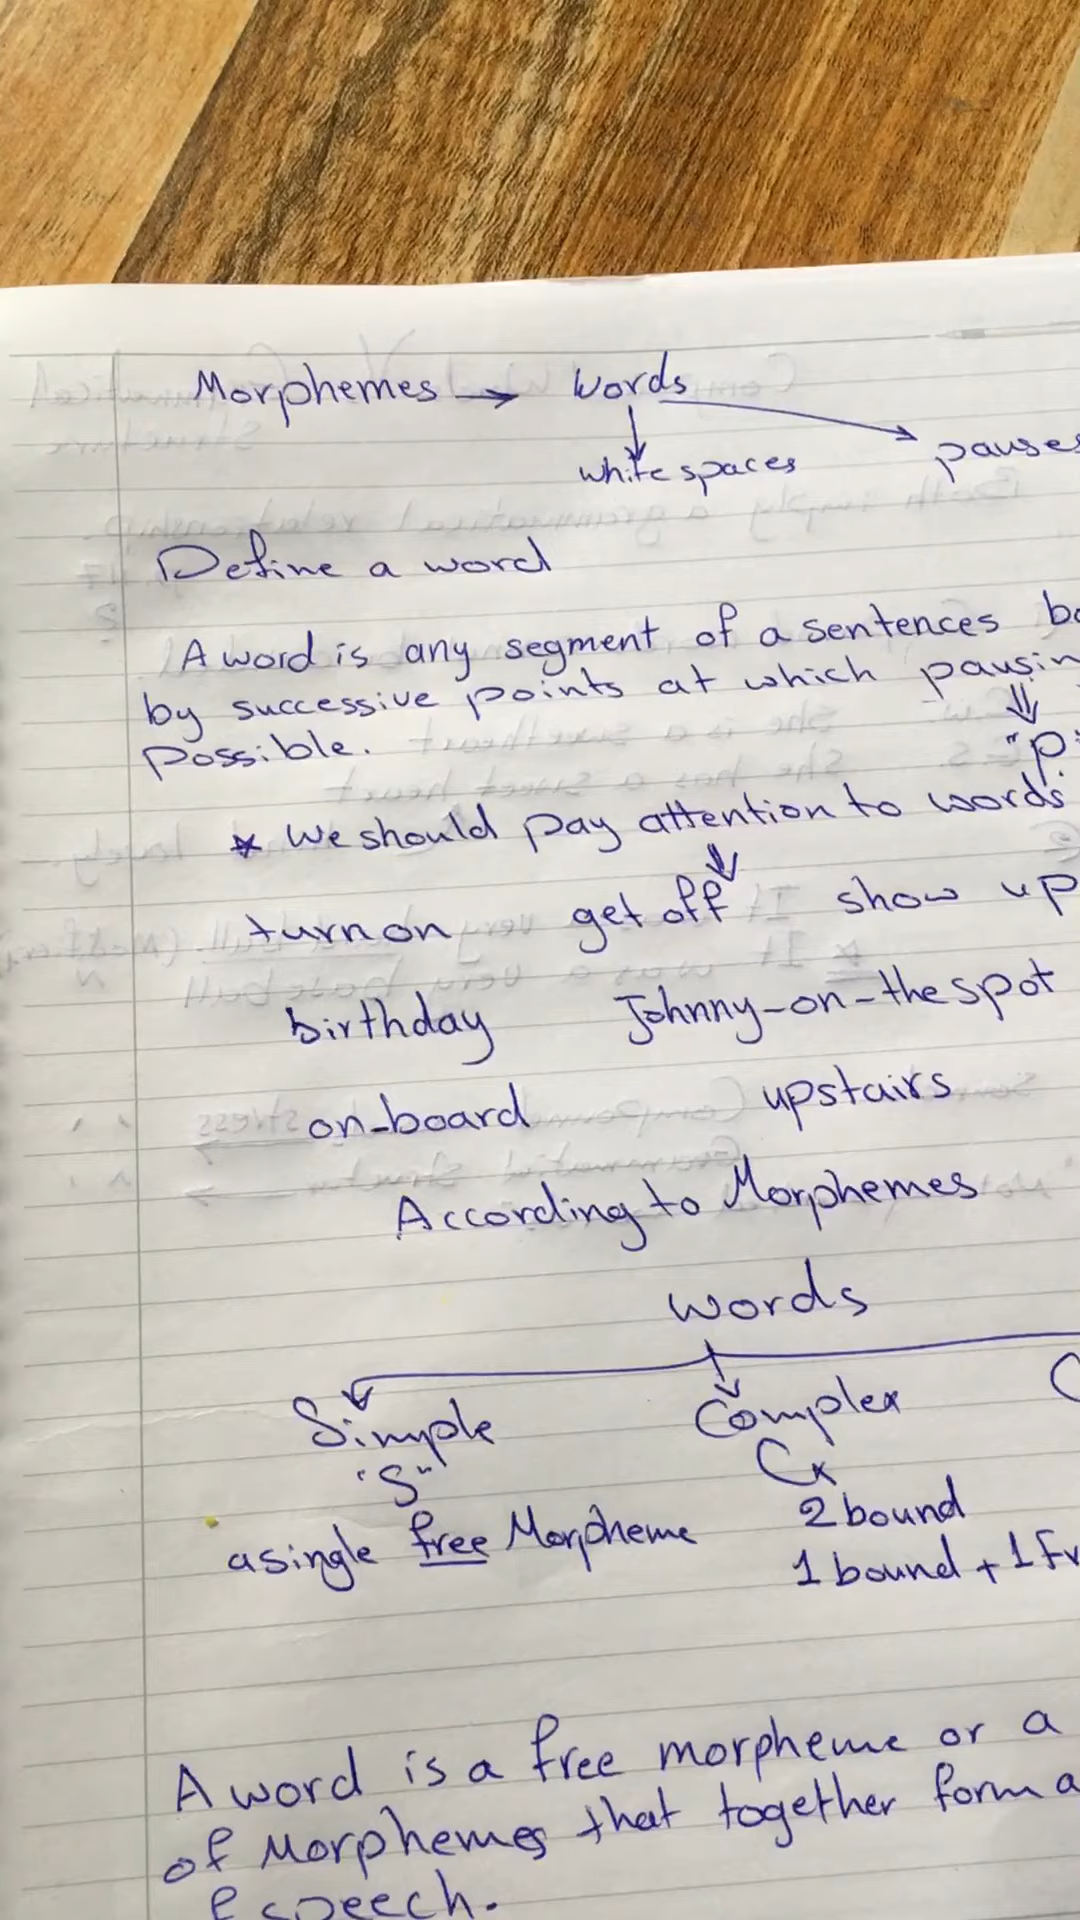 Morphemes → words
white spaces pauses
Define a word
A word is any segment of a sentences
by successive points at which
possible.
"P"
* We should pay attention to words
turn on get off show up
birthday Johnny-on-the spot
on-board upstairs
According to Morphemes
words
Simple Complex
"S" Cx
2 bound
a single free Morpheme
1 bound + 1
A word is a free morpheme or a
of Morphemes that together form a
speech.